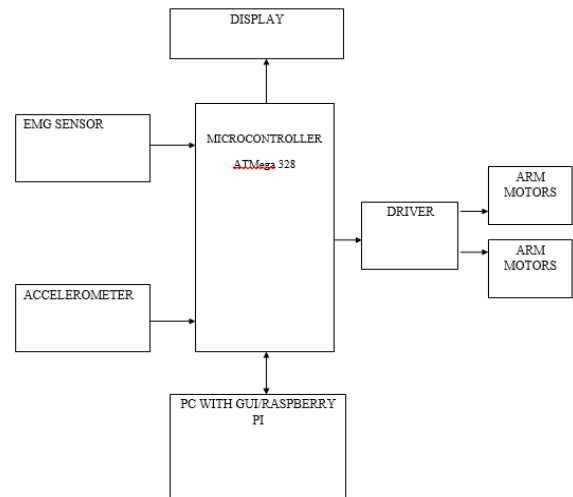 DISPLAY
EMG SENSOR
MICROCONTROLLER
ATMega 328
ARM
MOTORS
DRIVER
ARM
MOTORS
ACCELEROMETER
PC WITH GUI/RASPBERRY
PI